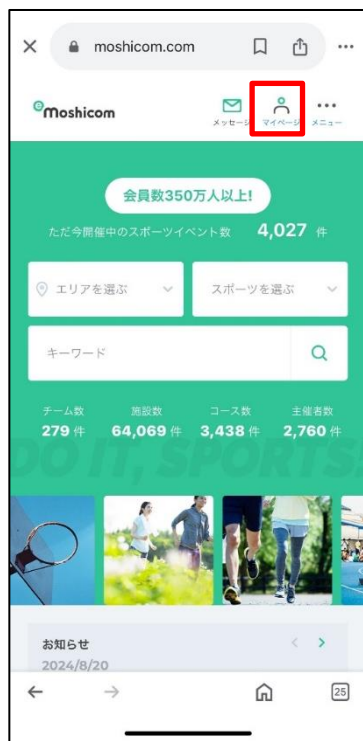 moshicom.com
e moshicom
メッセージ マイページ メニュー
会員数350万人以上!
ただ今開催中のスポーツイベント数 4,027 件
エリアを選ぶ スポーツを選ぶ
キーワード
チーム数 施設数 コース数 主催者数
279 件 64,069 件 3,438 件 2,760 件
DO IT, SPORTS
お知らせ
2024/8/20
25